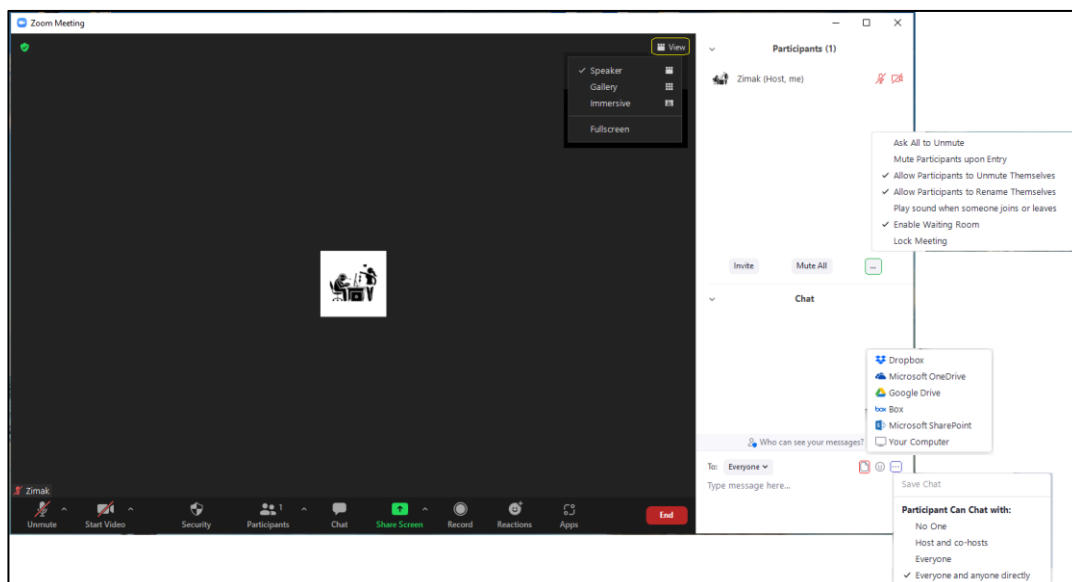 Zoom Meeting
View
Speaker
Gallery
Immersive
Fullscreen
Participants (1)
Zimak (Host, me)
Ask All to Unmute
Mute Participants upon Entry
Allow Participants to Unmute Themselves
Allow Participants to Rename Themselves
Play sound when someone joins or leaves
Enable Waiting Room
Lock Meeting
Invite Mute All ...
Chat
Dropbox
Microsoft OneDrive
Google Drive
box Box
Microsoft SharePoint
Your Computer
Who can see your messages?
To: Everyone
Type message here...
Save Chat
Participant Can Chat with:
No One
Host and co-hosts
Everyone
Everyone and anyone directly
Zimak
Unmute Start Video Security Participants 1 Chat Share Screen Record Reactions Apps End